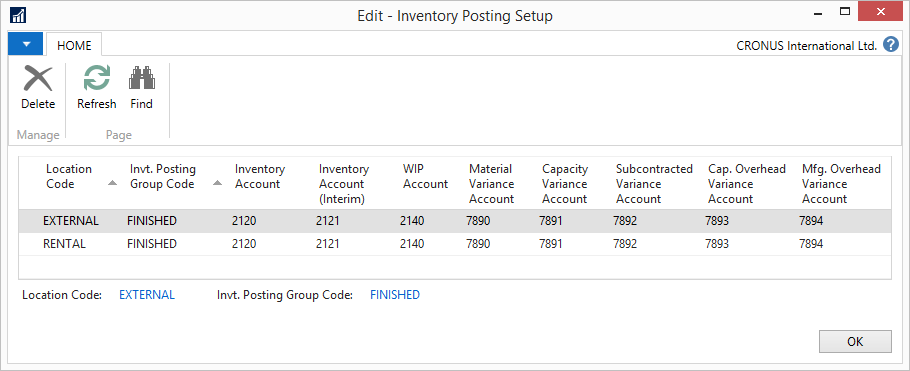 Edit - Inventory Posting Setup
HOME
CRONUS International Ltd. ?
Delete Refresh Find
Manage Page
Location Code Invt. Posting Group Code Inventory Account Inventory Account (Interim) WIP Account Material Variance Account Capacity Variance Account Subcontracted Variance Account Cap. Overhead Variance Account Mfg. Overhead Variance Account
EXTERNAL FINISHED 2120 2121 2140 7890 7891 7892 7893 7894
RENTAL FINISHED 2120 2121 2140 7890 7891 7892 7893 7894
Location Code: EXTERNAL Invt. Posting Group Code: FINISHED
OK